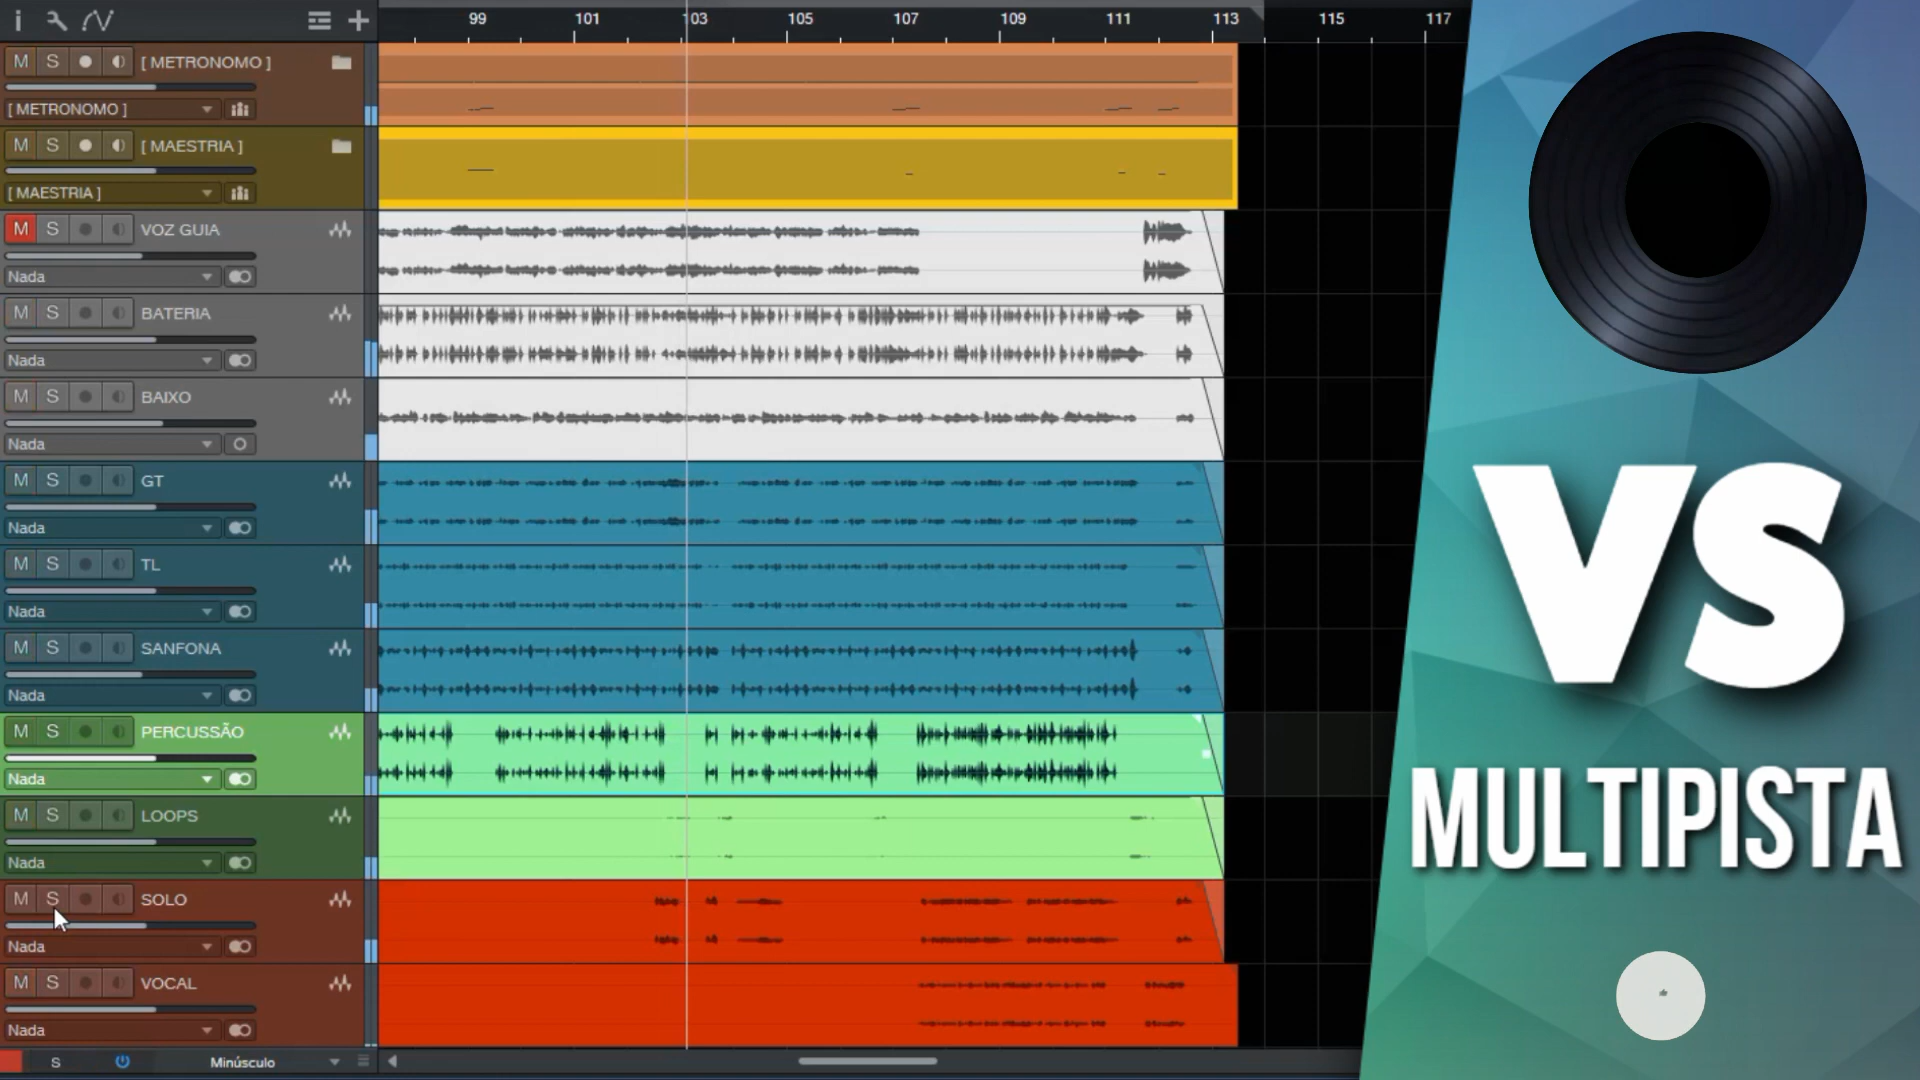 99 101 103 105 107 109 111 113 115 117
M S [ METRONOMO ]
[ METRONOMO ]
M S [ MAESTRIA ]
[ MAESTRIA ]
M S VOZ GUIA
Nada
M S BATERIA
Nada
M S BAIXO
Nada
M S GT
Nada
M S TL
Nada
M S SANFONA
Nada
M S PERCUSSÃO
Nada
M S LOOPS
Nada
M S SOLO
Nada
M S VOCAL
Nada
S Minúsculo
VS
MULTIPISTA